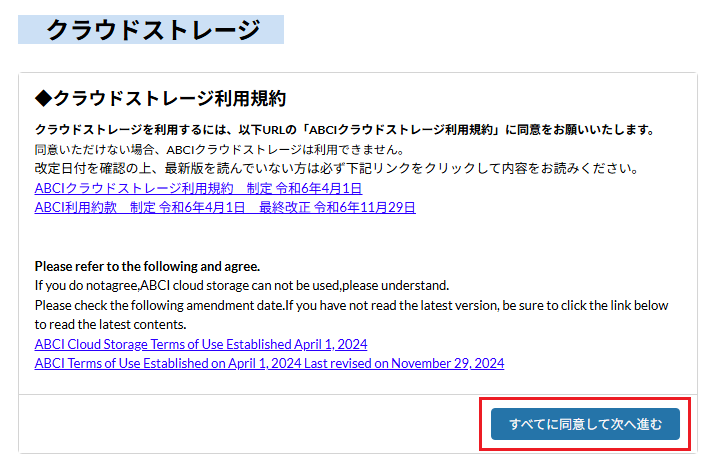 クラウドストレージ
◆クラウドストレージ利用規約
クラウドストレージを利用するには、以下URLの「ABCIクラウドストレージ利用規約」に同意をお願いいたします。
同意いただけない場合、ABCIクラウドストレージは利用できません。
改定日付を確認の上、最新版を読んでいない方は必ず下記リンクをクリックして内容をお読みください。
ABCIクラウドストレージ利用規約　制定 令和6年4月1日
ABCI利用約款　制定 令和6年4月1日　最終改正 令和6年11月29日
Please refer to the following and agree.
If you do notagree,ABCI cloud storage can not be used,please understand.
Please check the following amendment date.If you have not read the latest version, be sure to click the link below
to read the latest contents.
ABCI Cloud Storage Terms of Use Established April 1, 2024
ABCI Terms of Use Established on April 1, 2024 Last revised on November 29, 2024
すべてに同意して次へ進む